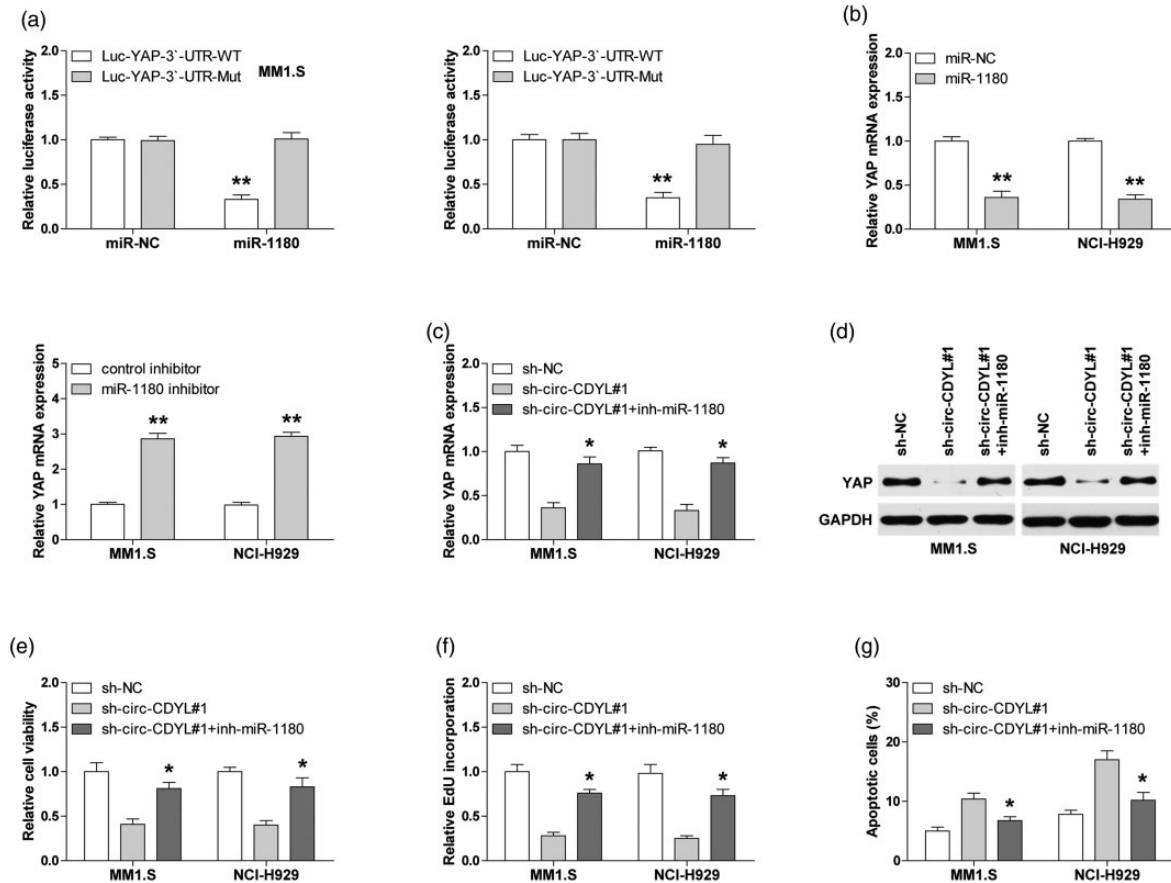 (a)
Relative luciferase activity
2.0
1.5
1.0
0.5
0.0
Luc-YAP-3`-UTR-WT
Luc-YAP-3`-UTR-Mut
MM1.S
**
miR-NC
miR-1180
Relative luciferase activity
2.0
1.5
1.0
0.5
0.0
Luc-YAP-3`-UTR-WT
Luc-YAP-3`-UTR-Mut
**
miR-NC
miR-1180
(b)
Relative YAP mRNA expression
2.0
1.5
1.0
0.5
0.0
miR-NC
miR-1180
**
**
MM1.S
NCI-H929
Relative YAP mRNA expression
5
4
3
2
1
0
control inhibitor
miR-1180 inhibitor
**
**
MM1.S
NCI-H929
(c)
Relative YAP mRNA expression
2.0
1.5
1.0
0.5
0.0
sh-NC
sh-circ-CDYL#1
sh-circ-CDYL#1+inh-miR-1180
*
*
MM1.S
NCI-H929
(d)
sh-NC
sh-circ-CDYL#1
sh-circ-CDYL#1
+inh-miR-1180
sh-NC
sh-circ-CDYL#1
sh-circ-CDYL#1
+inh-miR-1180
YAP
GAPDH
MM1.S
NCI-H929
(e)
Relative cell viability
2.0
1.5
1.0
0.5
0.0
sh-NC
sh-circ-CDYL#1
sh-circ-CDYL#1+inh-miR-1180
*
*
MM1.S
NCI-H929
(f)
Relative EdU incorporation
2.0
1.5
1.0
0.5
0.0
sh-NC
sh-circ-CDYL#1
sh-circ-CDYL#1+inh-miR-1180
*
*
MM1.S
NCI-H929
(g)
Apoptotic cells (%)
30
20
10
0
sh-NC
sh-circ-CDYL#1
sh-circ-CDYL#1+inh-miR-1180
*
*
MM1.S
NCI-H929